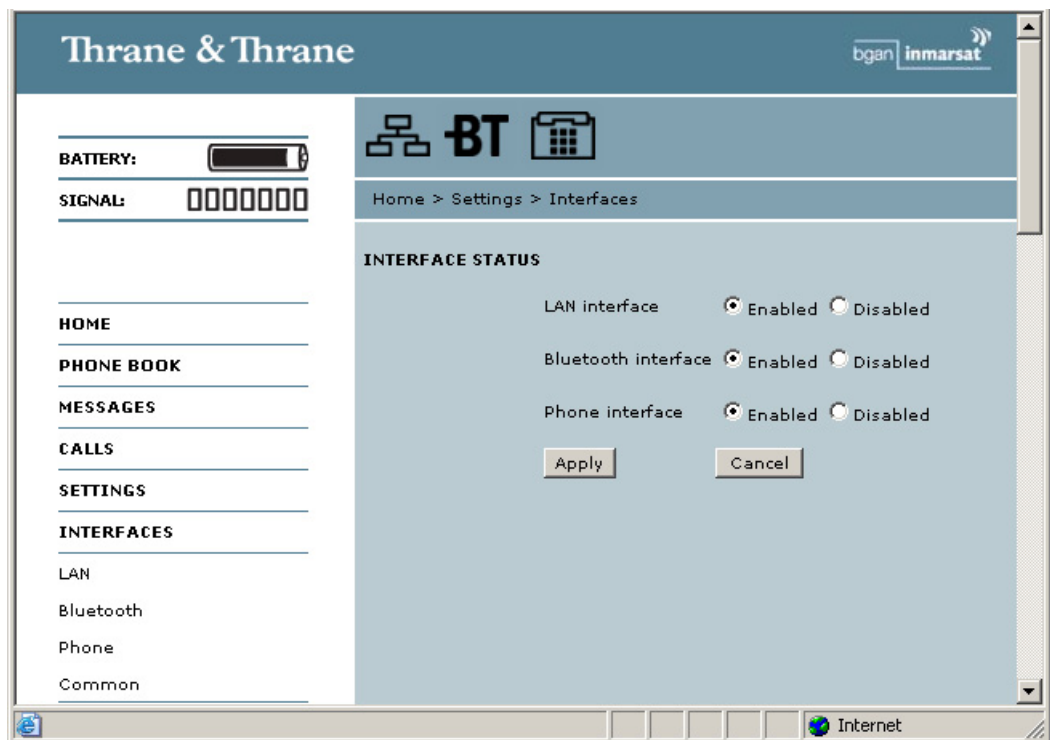 Thrane & Thrane
bgan inmarsat
BATTERY:
SIGNAL:
BT
Home > Settings > Interfaces
INTERFACE STATUS
LAN interface Enabled Disabled
Bluetooth interface Enabled Disabled
Phone interface Enabled Disabled
Apply Cancel
HOME
PHONE BOOK
MESSAGES
CALLS
SETTINGS
INTERFACES
LAN
Bluetooth
Phone
Common
Internet